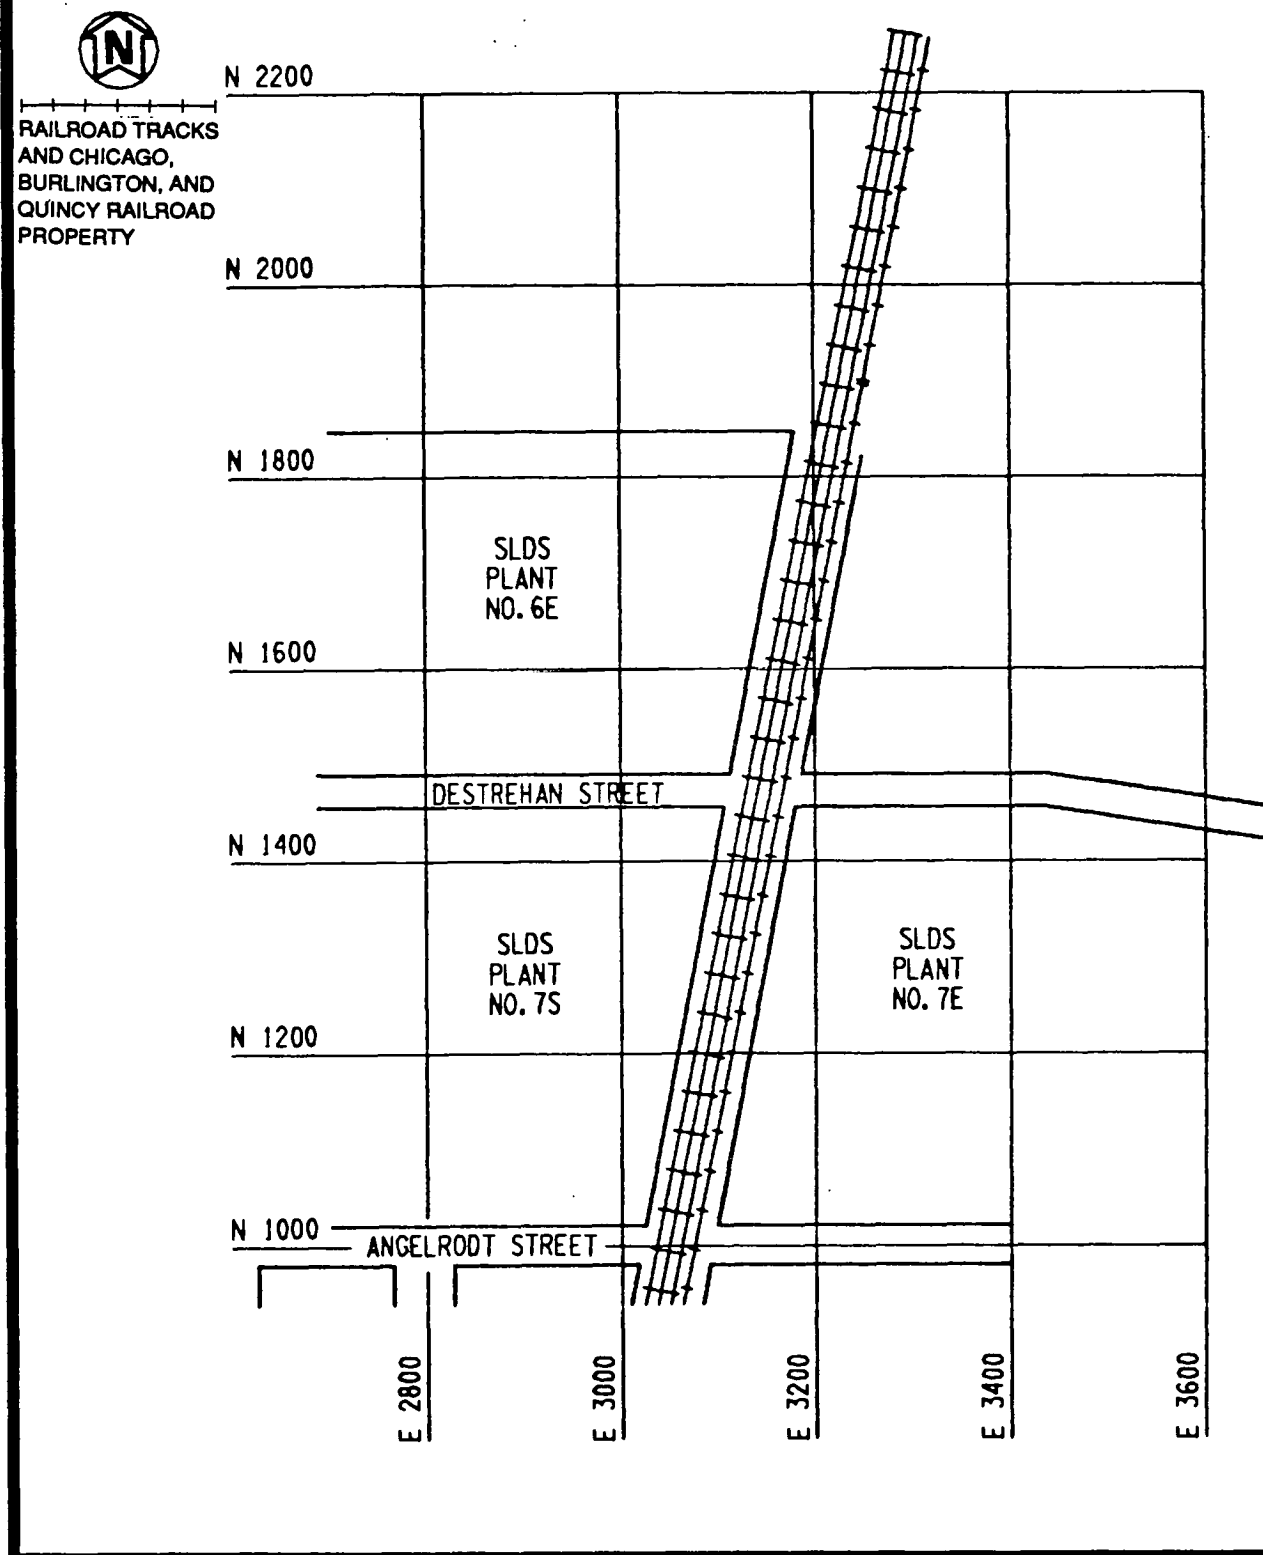 N
N 2200
RAILROAD TRACKS
AND CHICAGO,
BURLINGTON, AND
QUINCY RAILROAD
PROPERTY
N 2000
N 1800
SLDS
PLANT
NO. 6E
N 1600
DESTREHAN STREET
N 1400
SLDS
PLANT
NO. 7S
SLDS
PLANT
NO. 7E
N 1200
N 1000
ANGELRODT STREET
E 2800
E 3000
E 3200
E 3400
E 3600